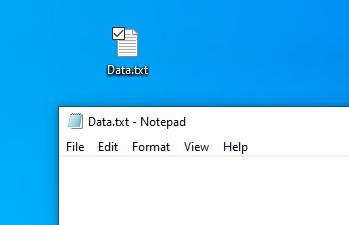 Data.txt
Data.txt - Notepad
File Edit Format View Help